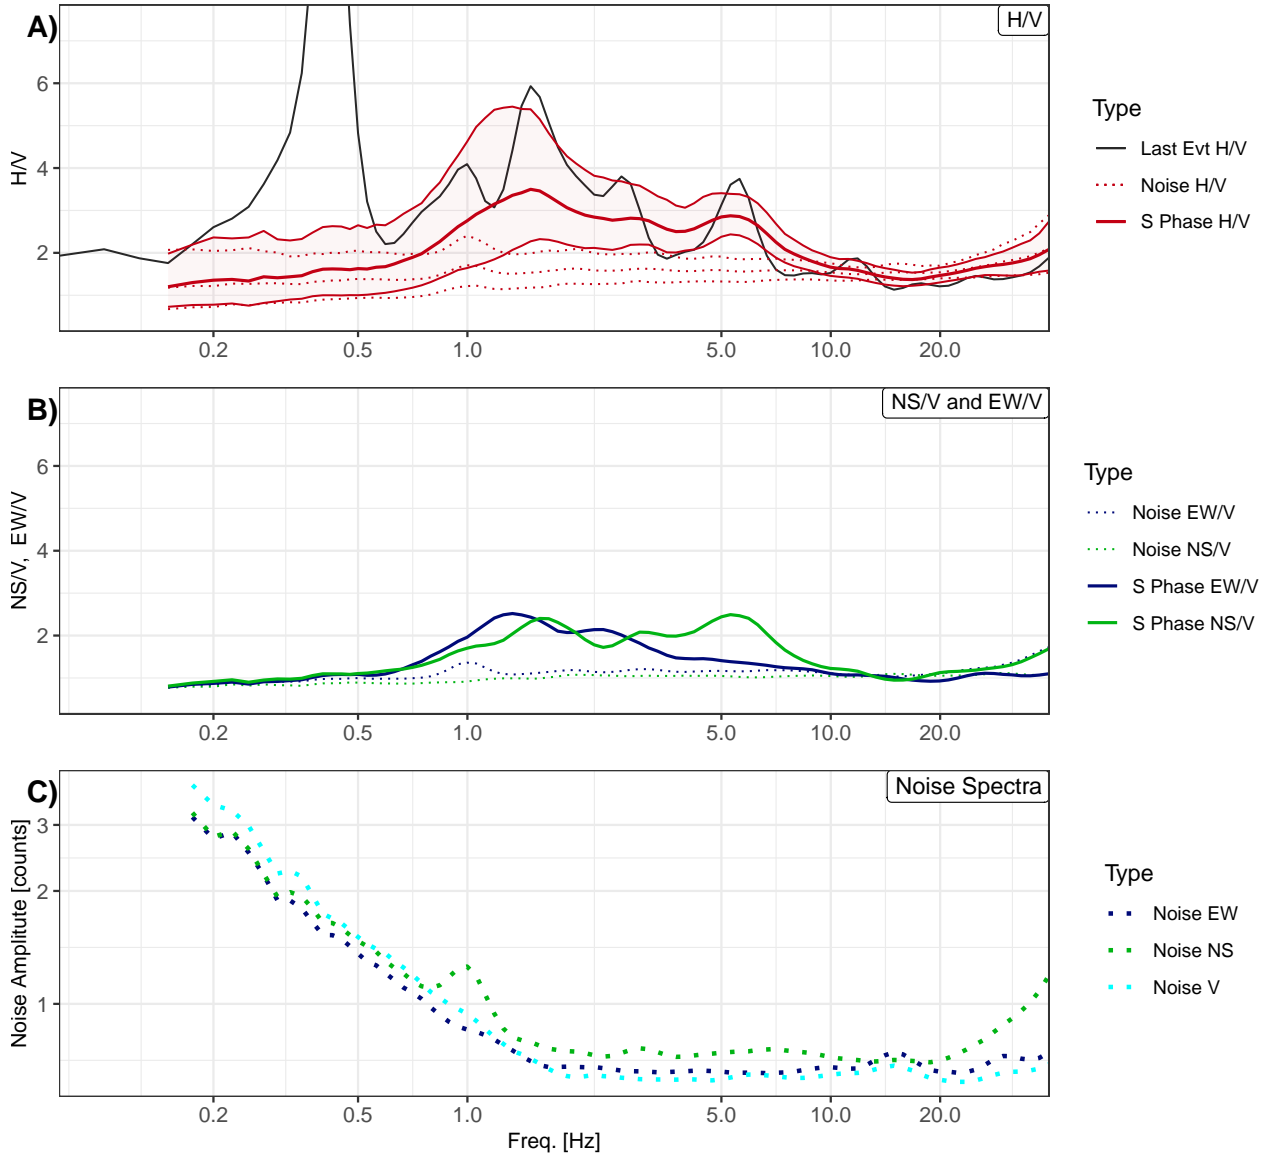 A)
H/V
H/V
6
4
2
0.2 0.5 1.0 5.0 10.0 20.0
Type
Last Evt H/V
Noise H/V
S Phase H/V
B)
NS/V and EW/V
NS/V, EW/V
6
4
2
0.2 0.5 1.0 5.0 10.0 20.0
Type
Noise EW/V
Noise NS/V
S Phase EW/V
S Phase NS/V
C)
Noise Spectra
Noise Amplitude [counts]
3
2
1
0.2 0.5 1.0 5.0 10.0 20.0
Freq. [Hz]
Type
Noise EW
Noise NS
Noise V